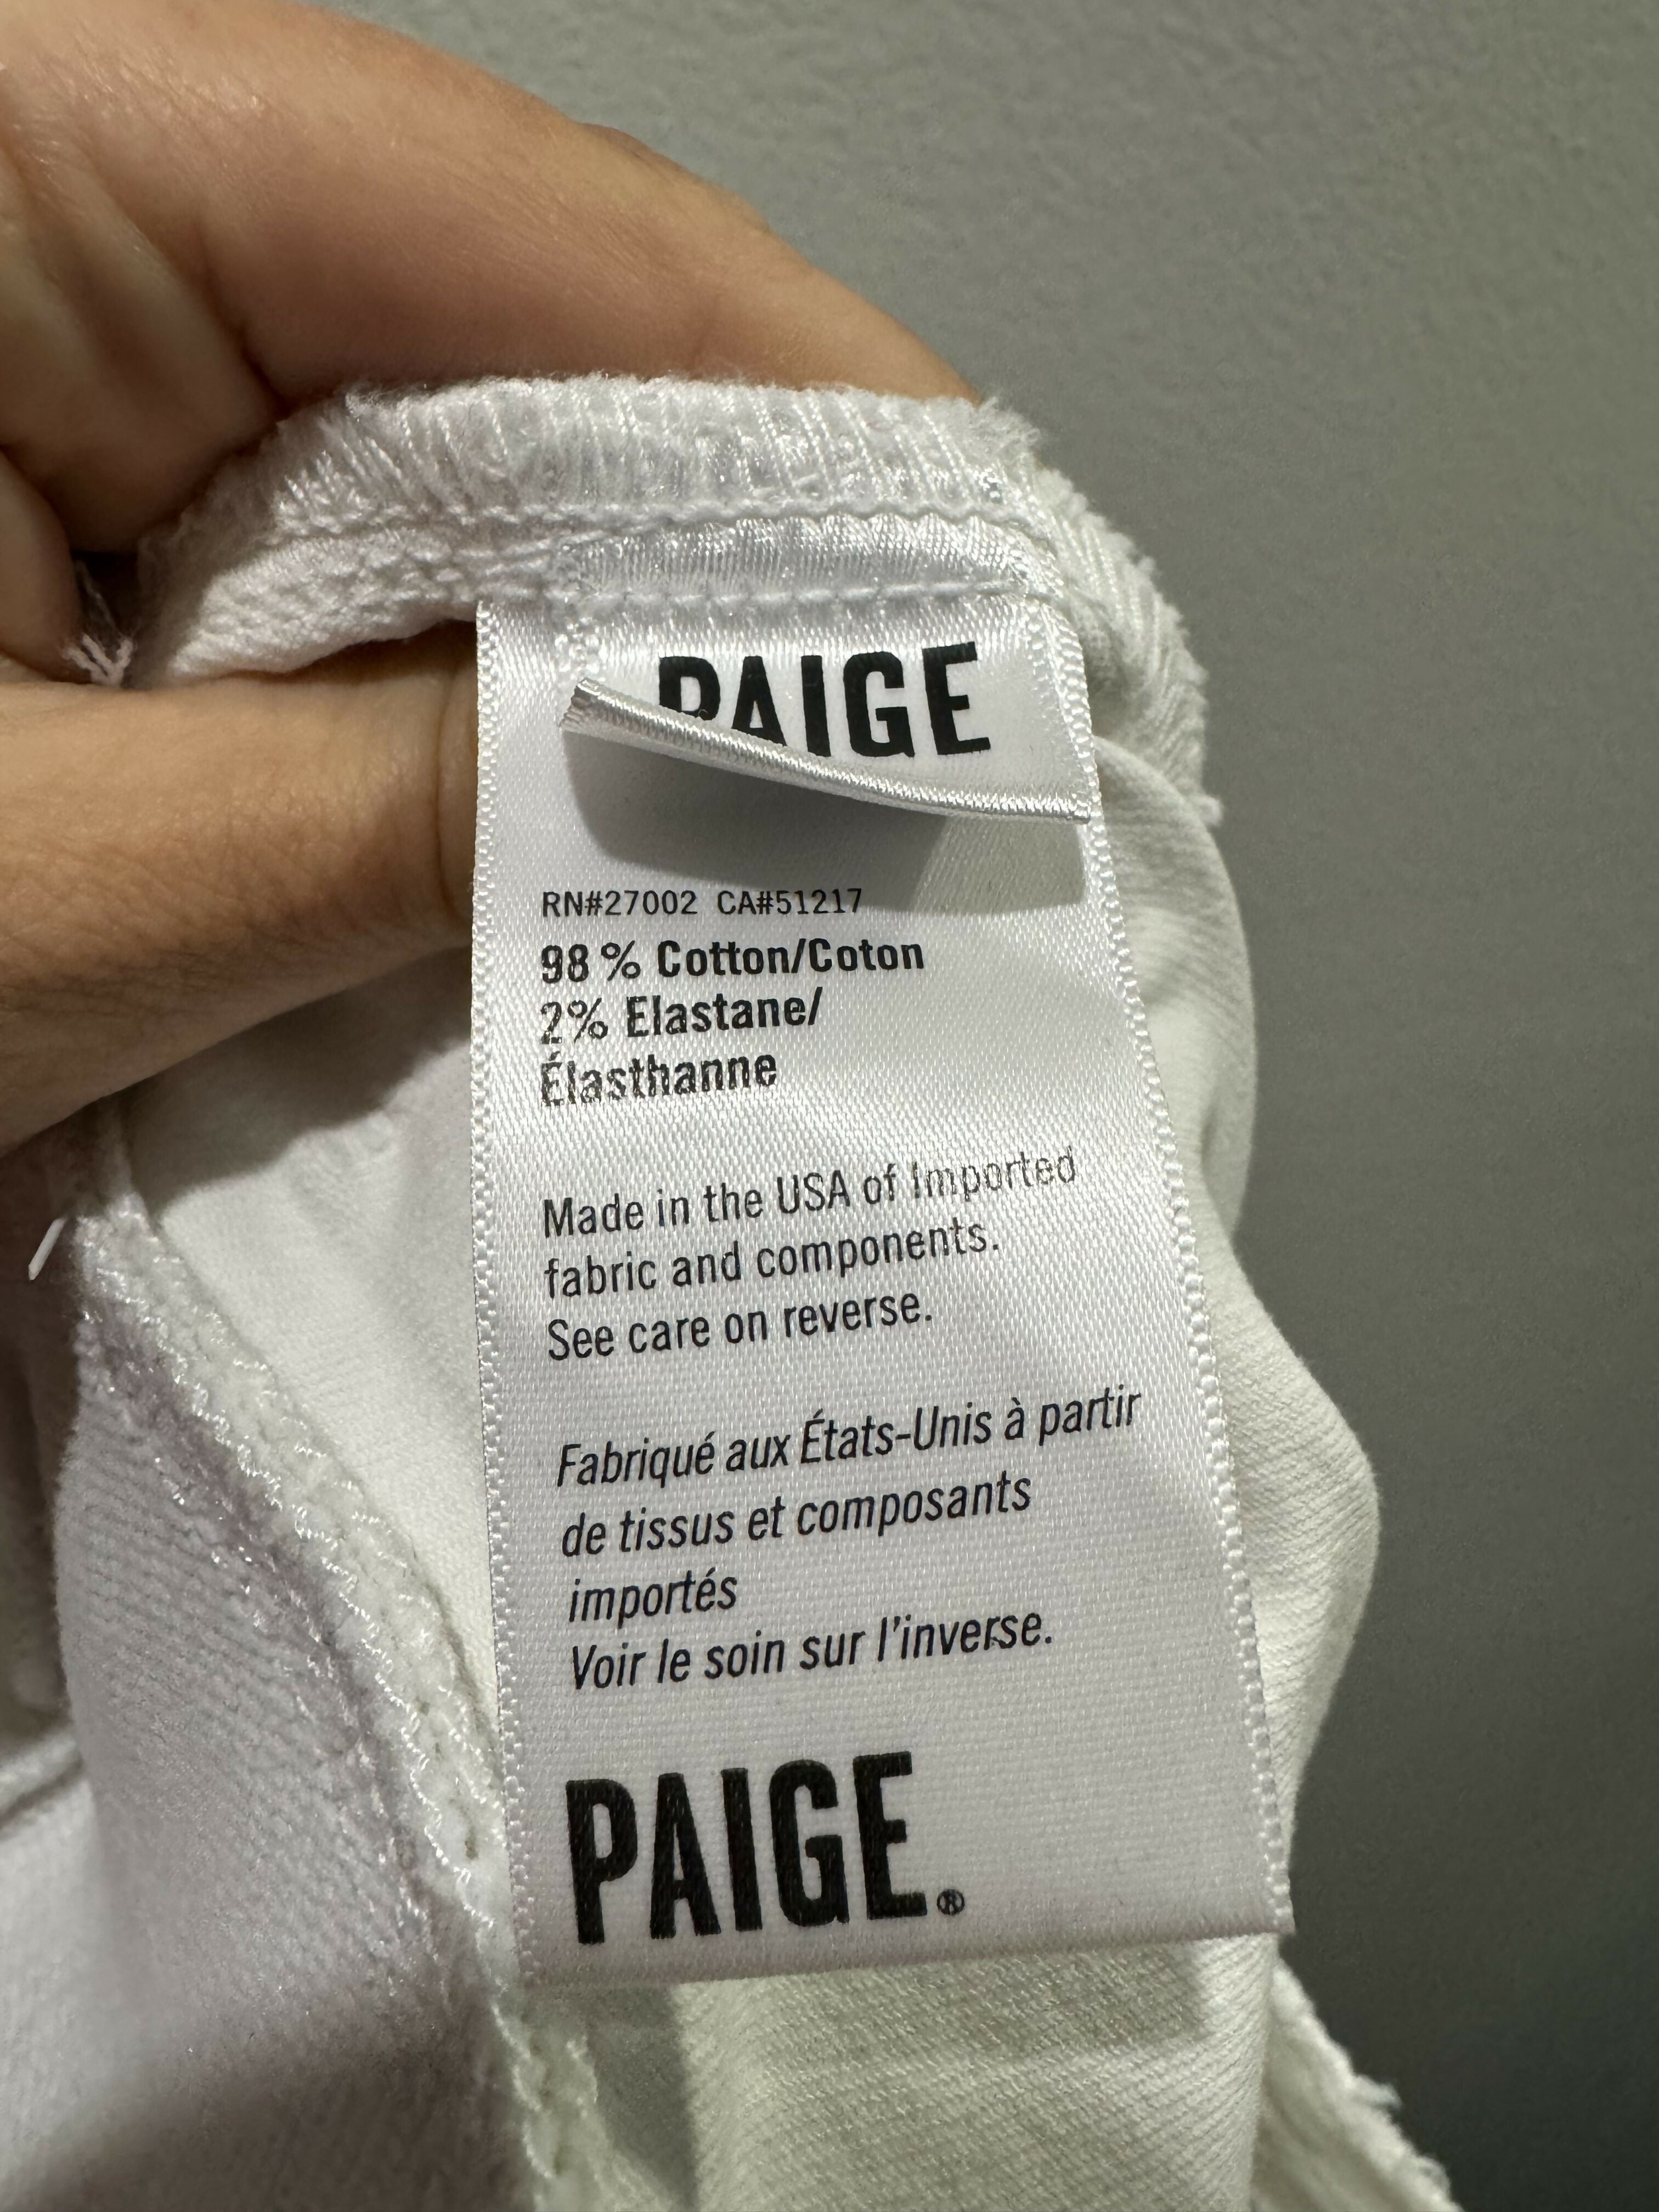 PAIGE
RN#27002 CA#51217
98% Cotton/Coton
2% Elastane/
Élasthanne
Made in the USA of Imported
fabric and components.
See care on reverse.
Fabriqué aux États-Unis à partir
de tissus et composants
importés
Voir le soin sur l'inverse.
PAIGE®